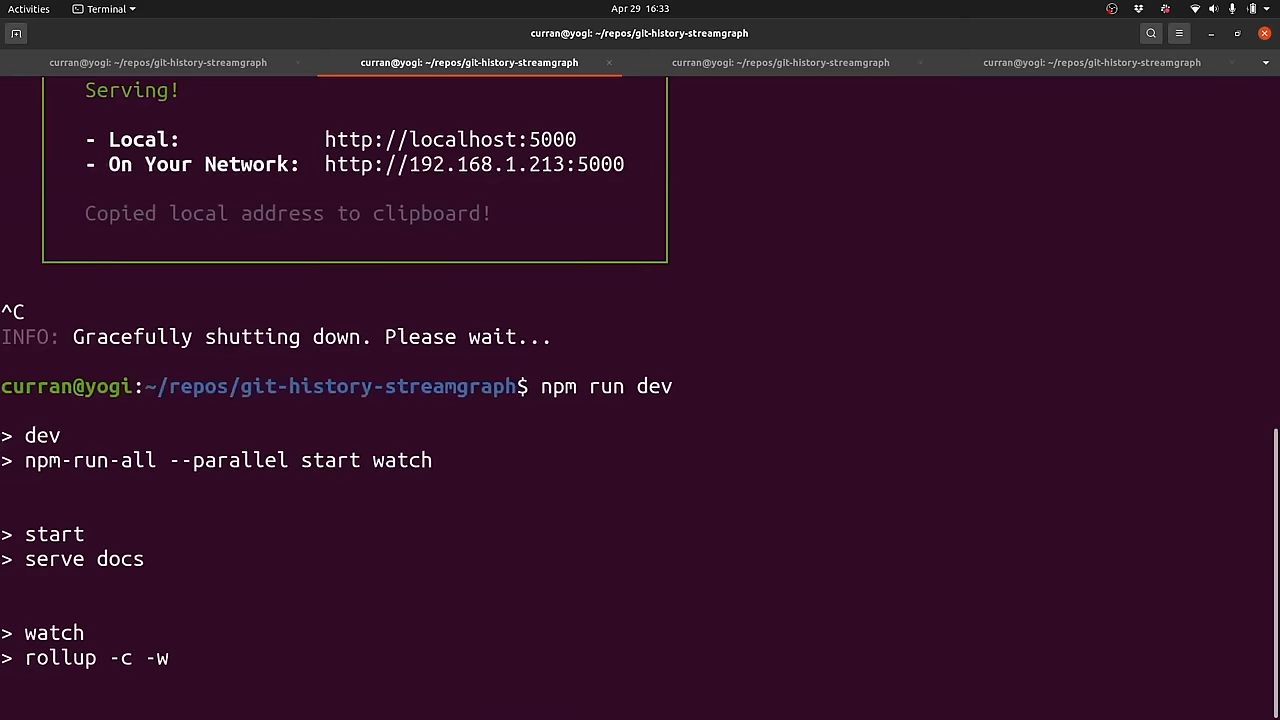 Activities Terminal Apr 29 16:33
curran@yogi: ~/repos/git-history-streamgraph
curran@yogi: ~/repos/git-history-streamgraph × curran@yogi: ~/repos/git-history-streamgraph × curran@yogi: ~/repos/git-history-streamgraph × curran@yogi: ~/repos/git-history-streamgraph
Serving!
- Local: http://localhost:5000
- On Your Network: http://192.168.1.213:5000
Copied local address to clipboard!
^C
INFO: Gracefully shutting down. Please wait...
curran@yogi:~/repos/git-history-streamgraph$ npm run dev
> dev
> npm-run-all --parallel start watch
> start
> serve docs
> watch
> rollup -c -w